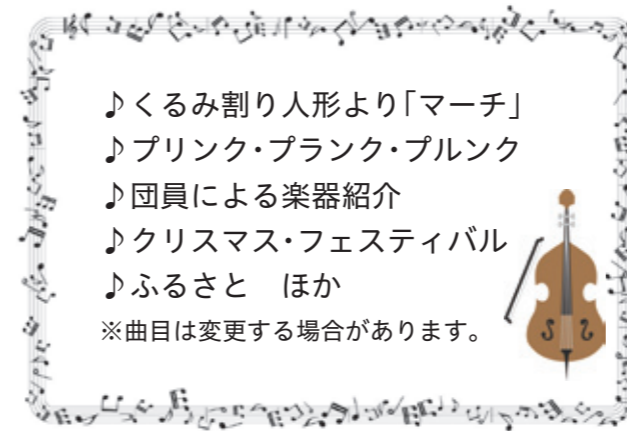 ♪くるみ割り人形より「マーチ」
♪プリンク・プランク・プルンク
♪団員による楽器紹介
♪クリスマス・フェスティバル
♪ふるさと　ほか
※曲目は変更する場合があります。